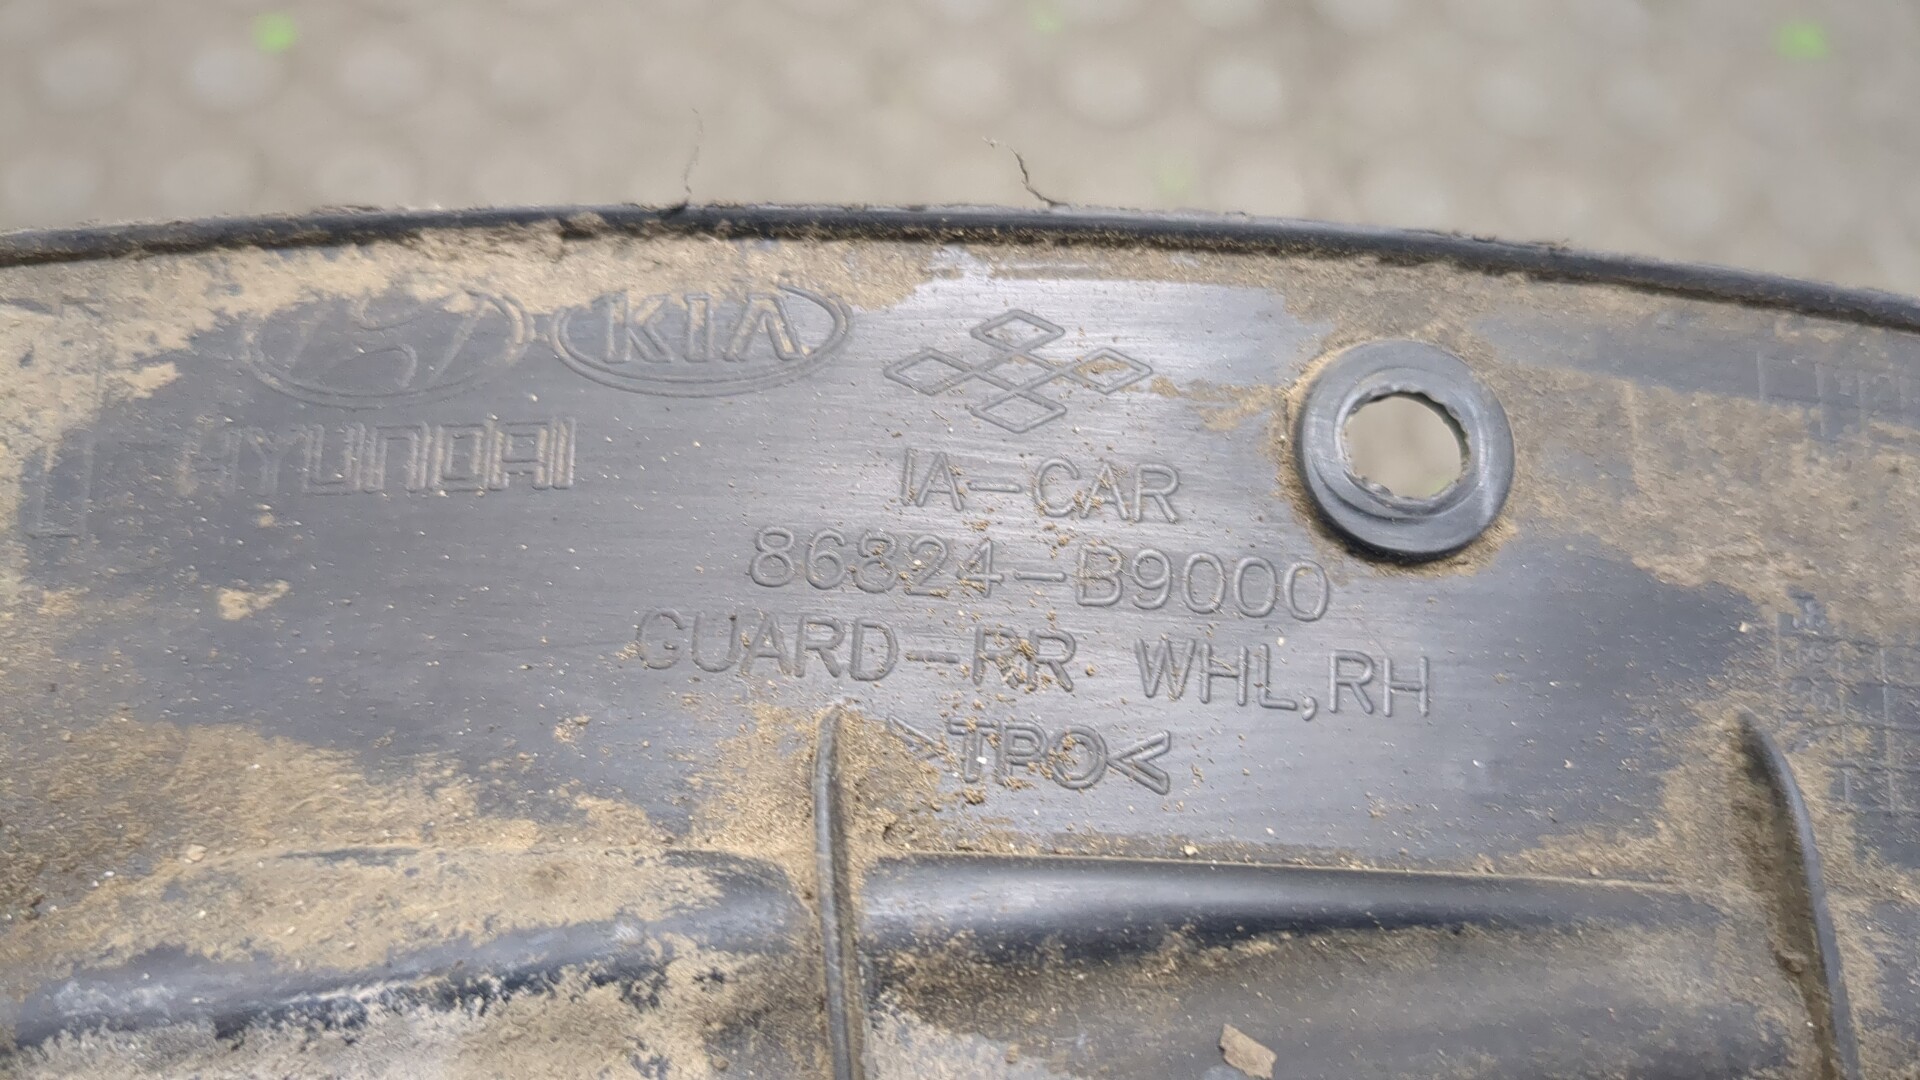 KIA
HYUNDAI
IA-CAR
86824-B9000
GUARD-RR WHL,RH
>TPO<